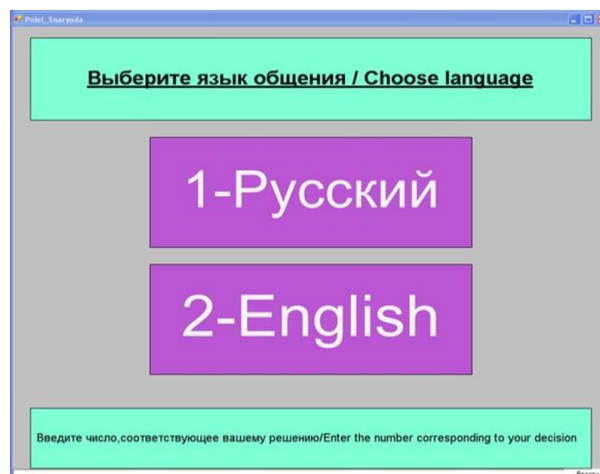 Polet_Snaryada
Выберите язык общения / Choose language
1-Русский
2-English
Введите число,соответствующее вашему решению/Enter the number corresponding to your decision